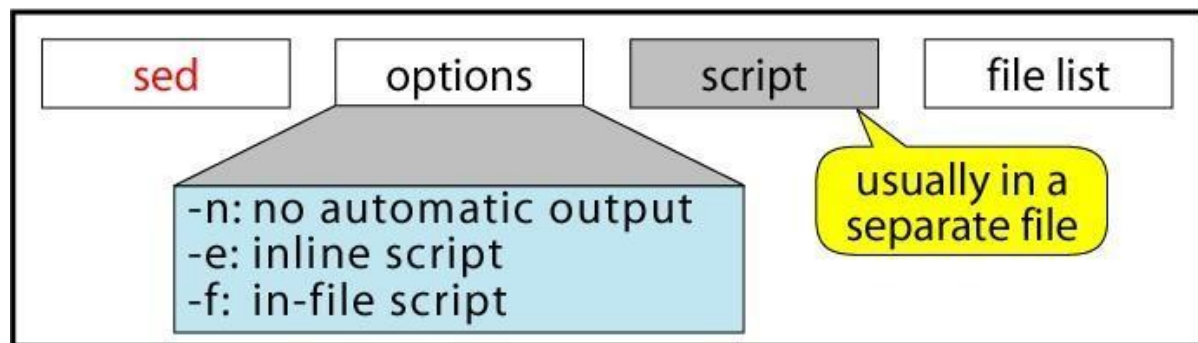 sed options script file list
usually in a
separate file
-n: no automatic output
-e: inline script
-f: in-file script